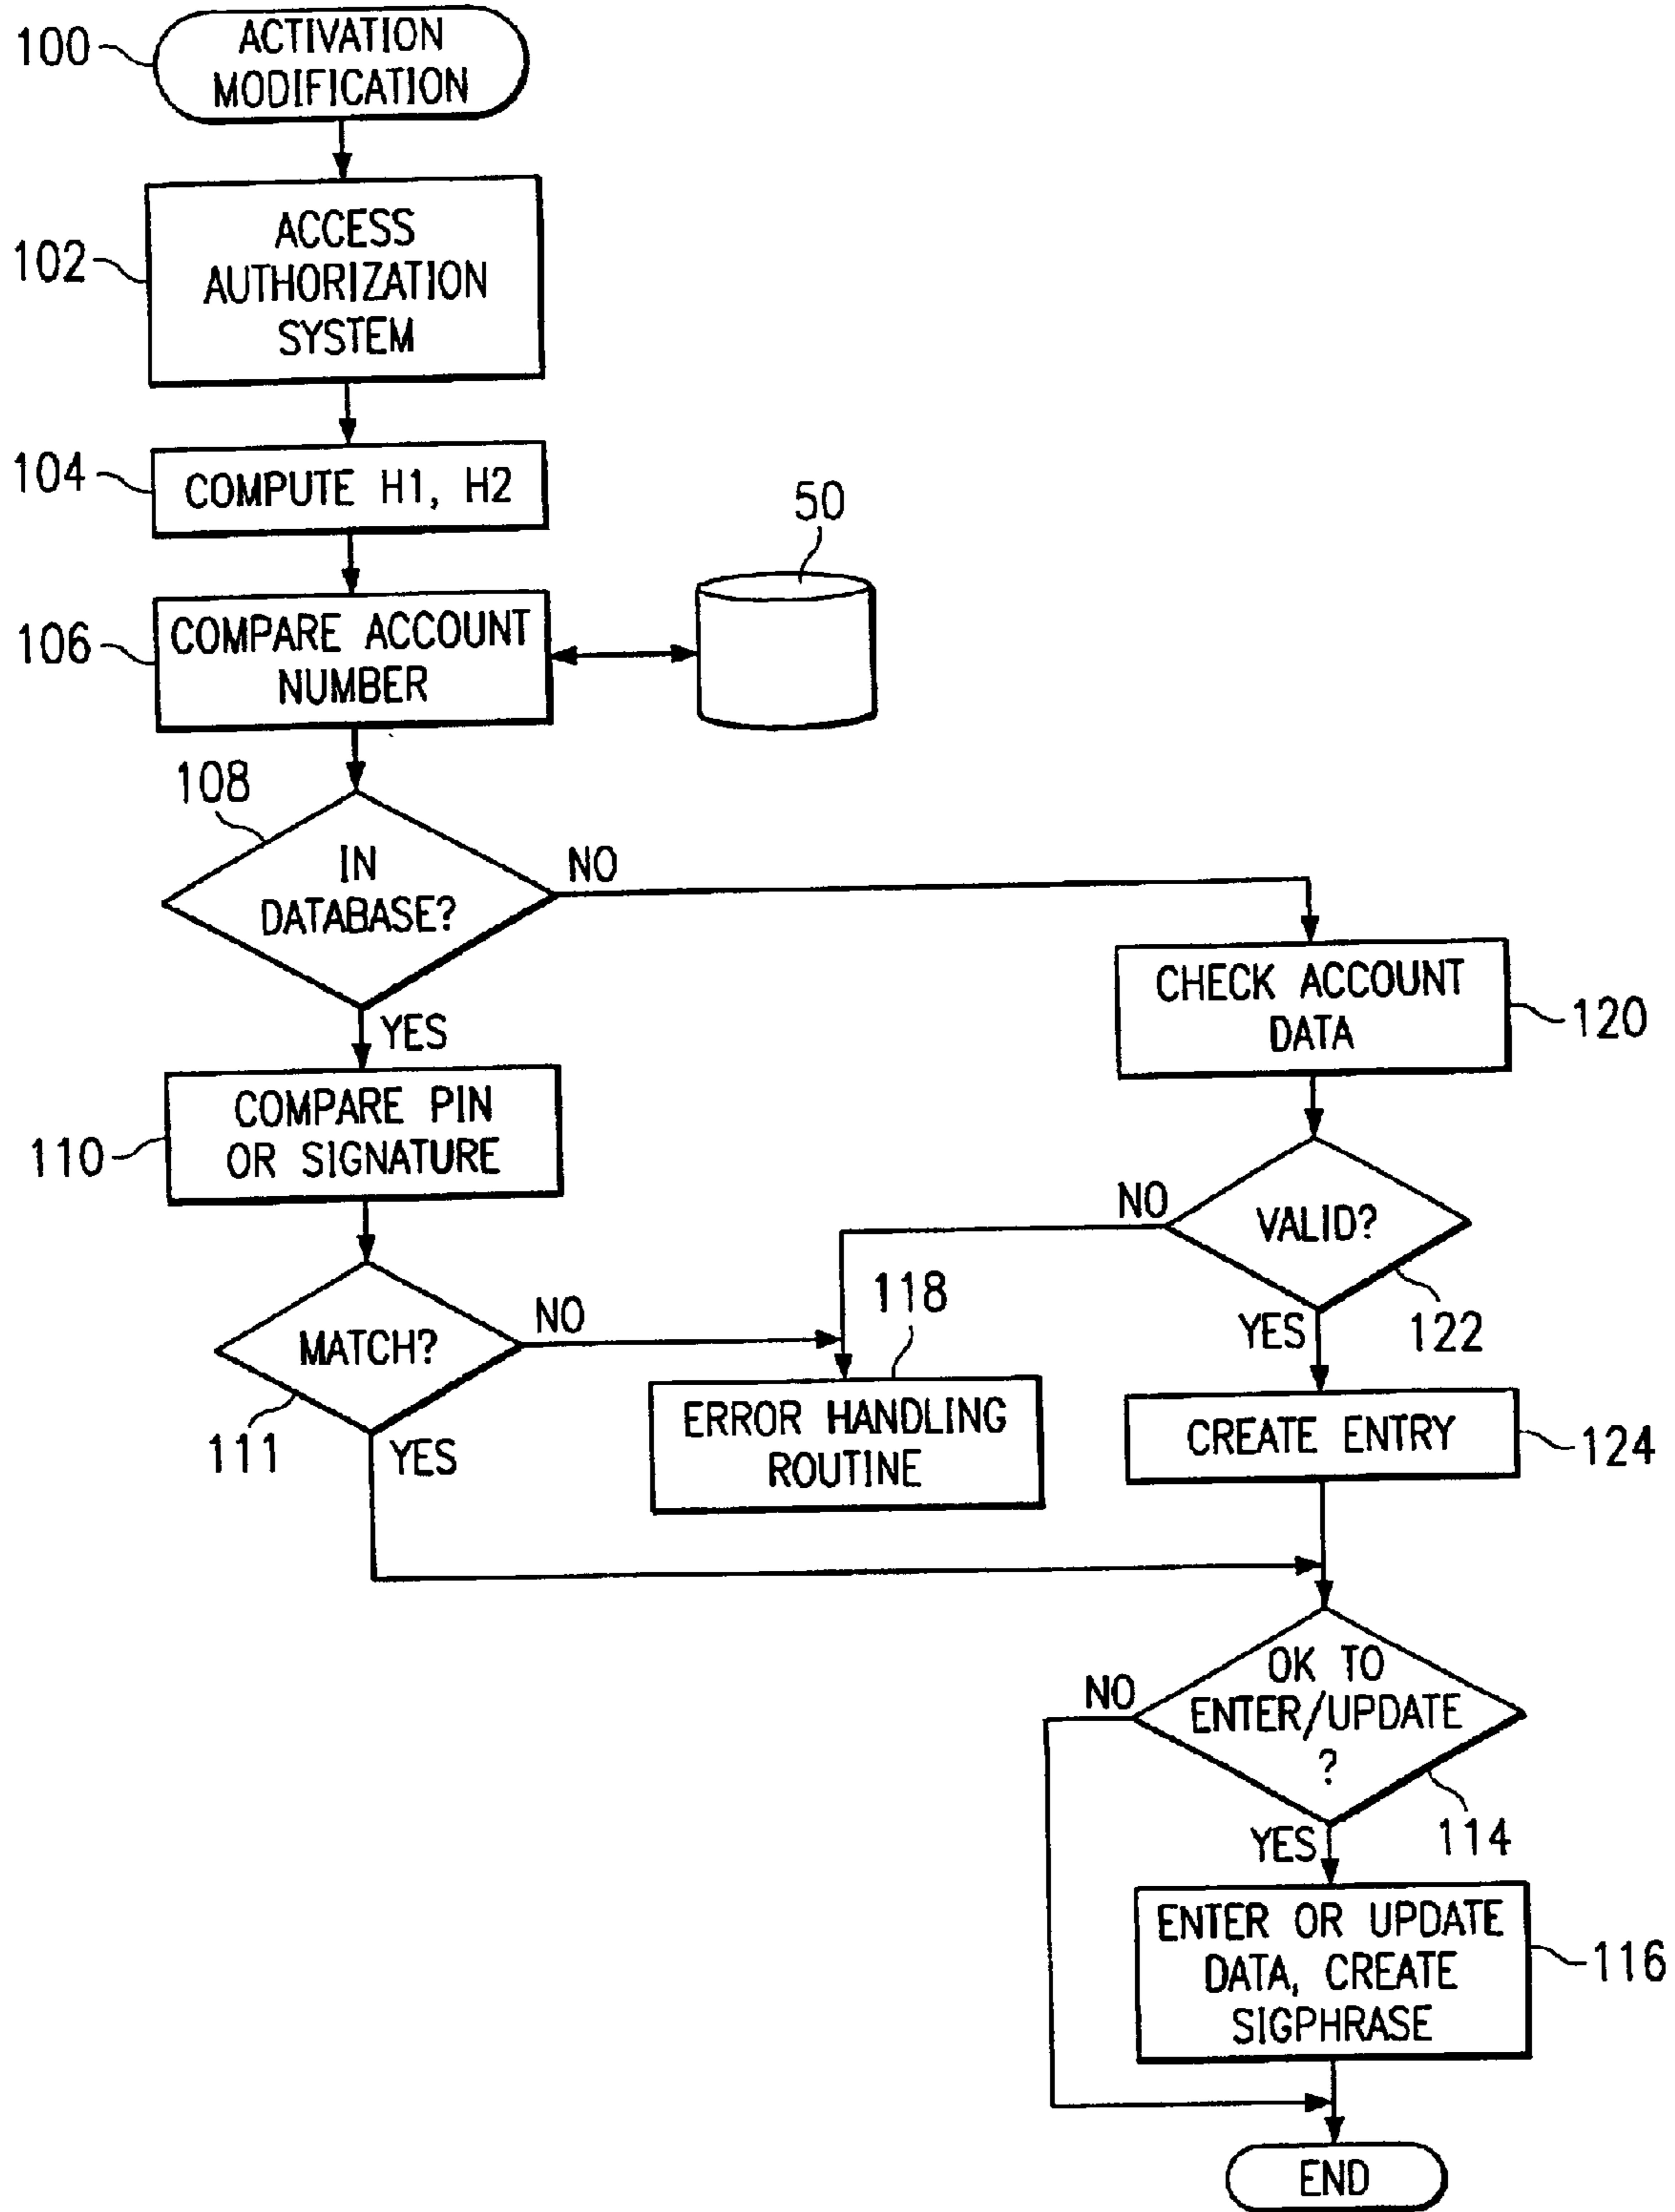 100
ACTIVATION
MODIFICATION
102
ACCESS
AUTHORIZATION
SYSTEM
104
COMPUTE H1, H2
50
106
COMPARE ACCOUNT
NUMBER
108
IN
DATABASE?
NO
YES
CHECK ACCOUNT
DATA
120
110
COMPARE PIN
OR SIGNATURE
NO
VALID?
122
YES
MATCH?
111
NO
YES
118
ERROR HANDLING
ROUTINE
CREATE ENTRY
124
OK TO
ENTER/UPDATE
?
NO
114
YES
ENTER OR UPDATE
DATA, CREATE
SIGPHRASE
116
END